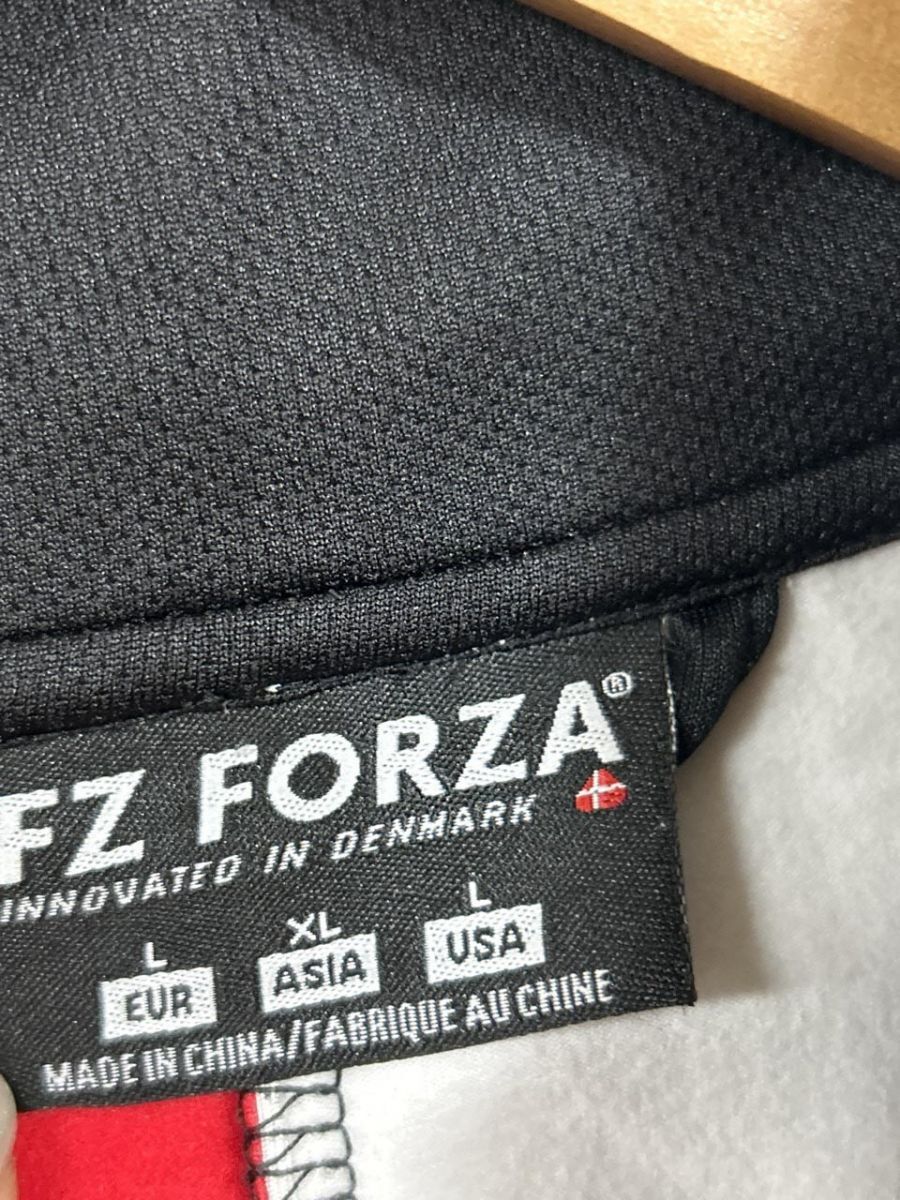 FZ FORZA®
INNOVATED IN DENMARK
L XL L
EUR ASIA USA
MADE IN CHINA/FABRIQUE AU CHINE